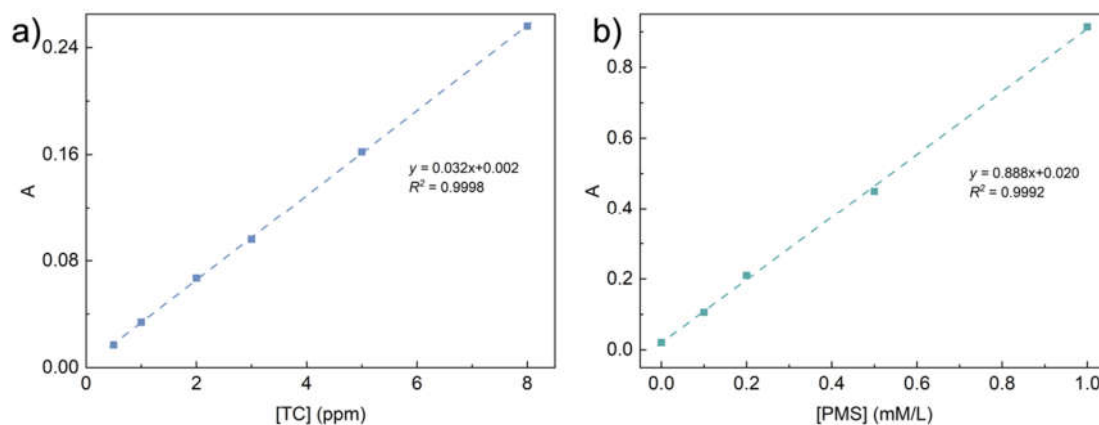 a)
0.24
0.16
0.08
0.00
A
y = 0.032x+0.002
R² = 0.9998
0 2 4 6 8
[TC] (ppm)
b)
0.8
0.6
0.4
0.2
0.0
A
y = 0.888x+0.020
R² = 0.9992
0.0 0.2 0.4 0.6 0.8 1.0
[PMS] (mM/L)